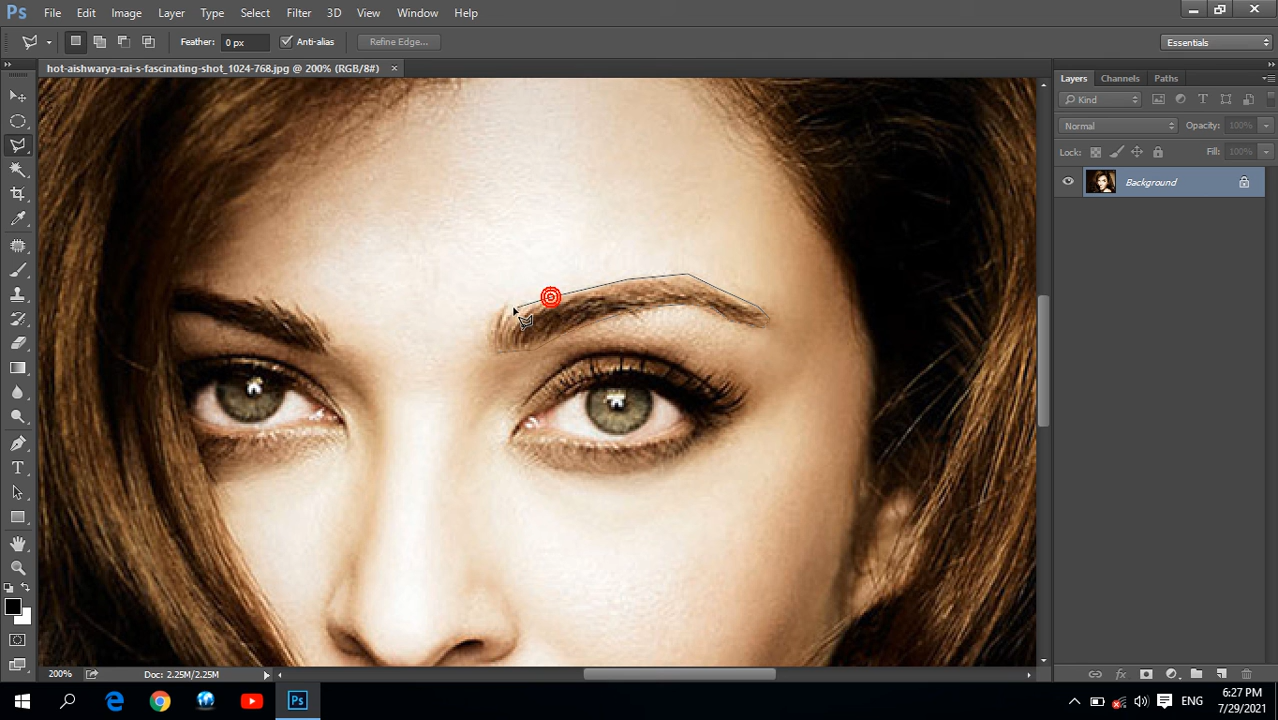 Ps File Edit Image Layer Type Select Filter 3D View Window Help
Feather: 0 px Anti-alias Refine Edge... Essentials
hot-aishwarya-rai-s-fascinating-shot_1024-768.jpg @ 200% (RGB/8#) ×
Layers Channels Paths
Kind
Normal Opacity: 100%
Lock: Fill: 100%
Background
200% Doc: 2.25M/2.25M
Ps ENG 6:27 PM
7/29/2021